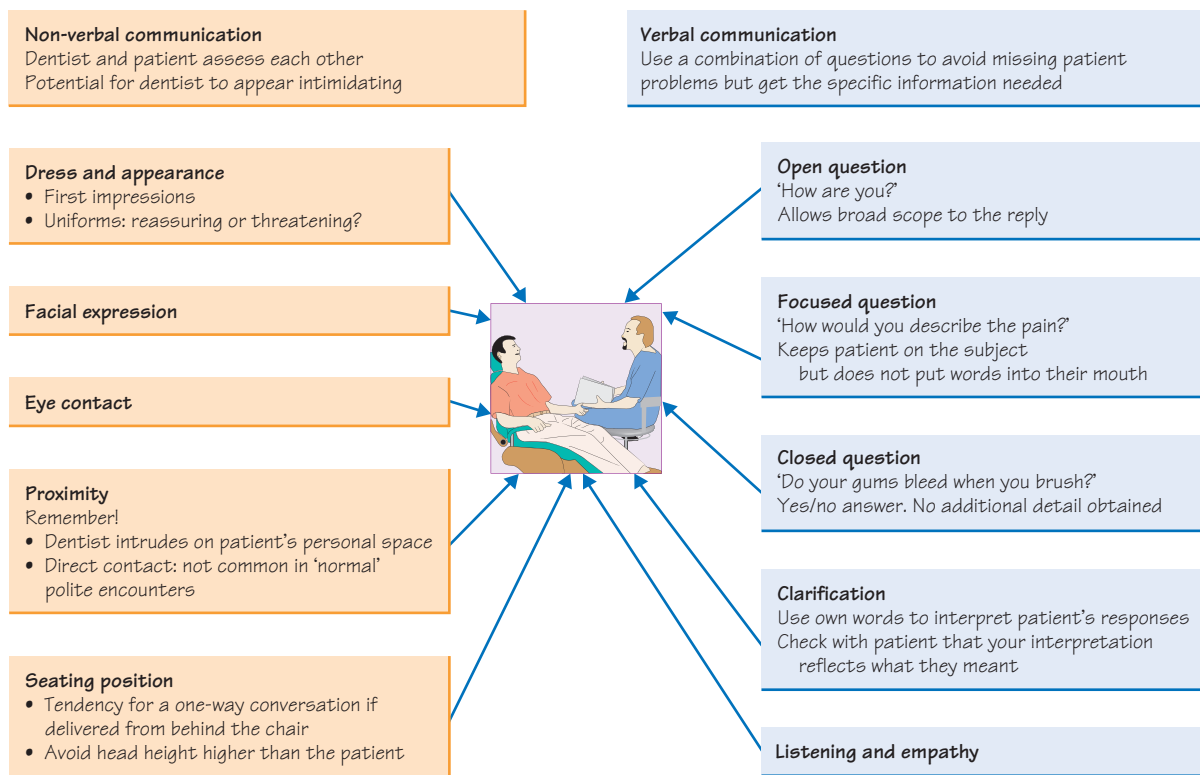 Non-verbal communication
Dentist and patient assess each other
Potential for dentist to appear intimidating
Verbal communication
Use a combination of questions to avoid missing patient
problems but get the specific information needed
Dress and appearance
• First impressions
• Uniforms: reassuring or threatening?
Facial expression
Eye contact
Proximity
Remember!
• Dentist intrudes on patient’s personal space
• Direct contact: not common in ‘normal’
polite encounters
Seating position
• Tendency for a one-way conversation if
delivered from behind the chair
• Avoid head height higher than the patient
Open question
‘How are you?’
Allows broad scope to the reply
Focused question
‘How would you describe the pain?’
Keeps patient on the subject
but does not put words into their mouth
Closed question
‘Do your gums bleed when you brush?’
Yes/no answer. No additional detail obtained
Clarification
Use own words to interpret patient’s responses
Check with patient that your interpretation
reflects what they meant
Listening and empathy